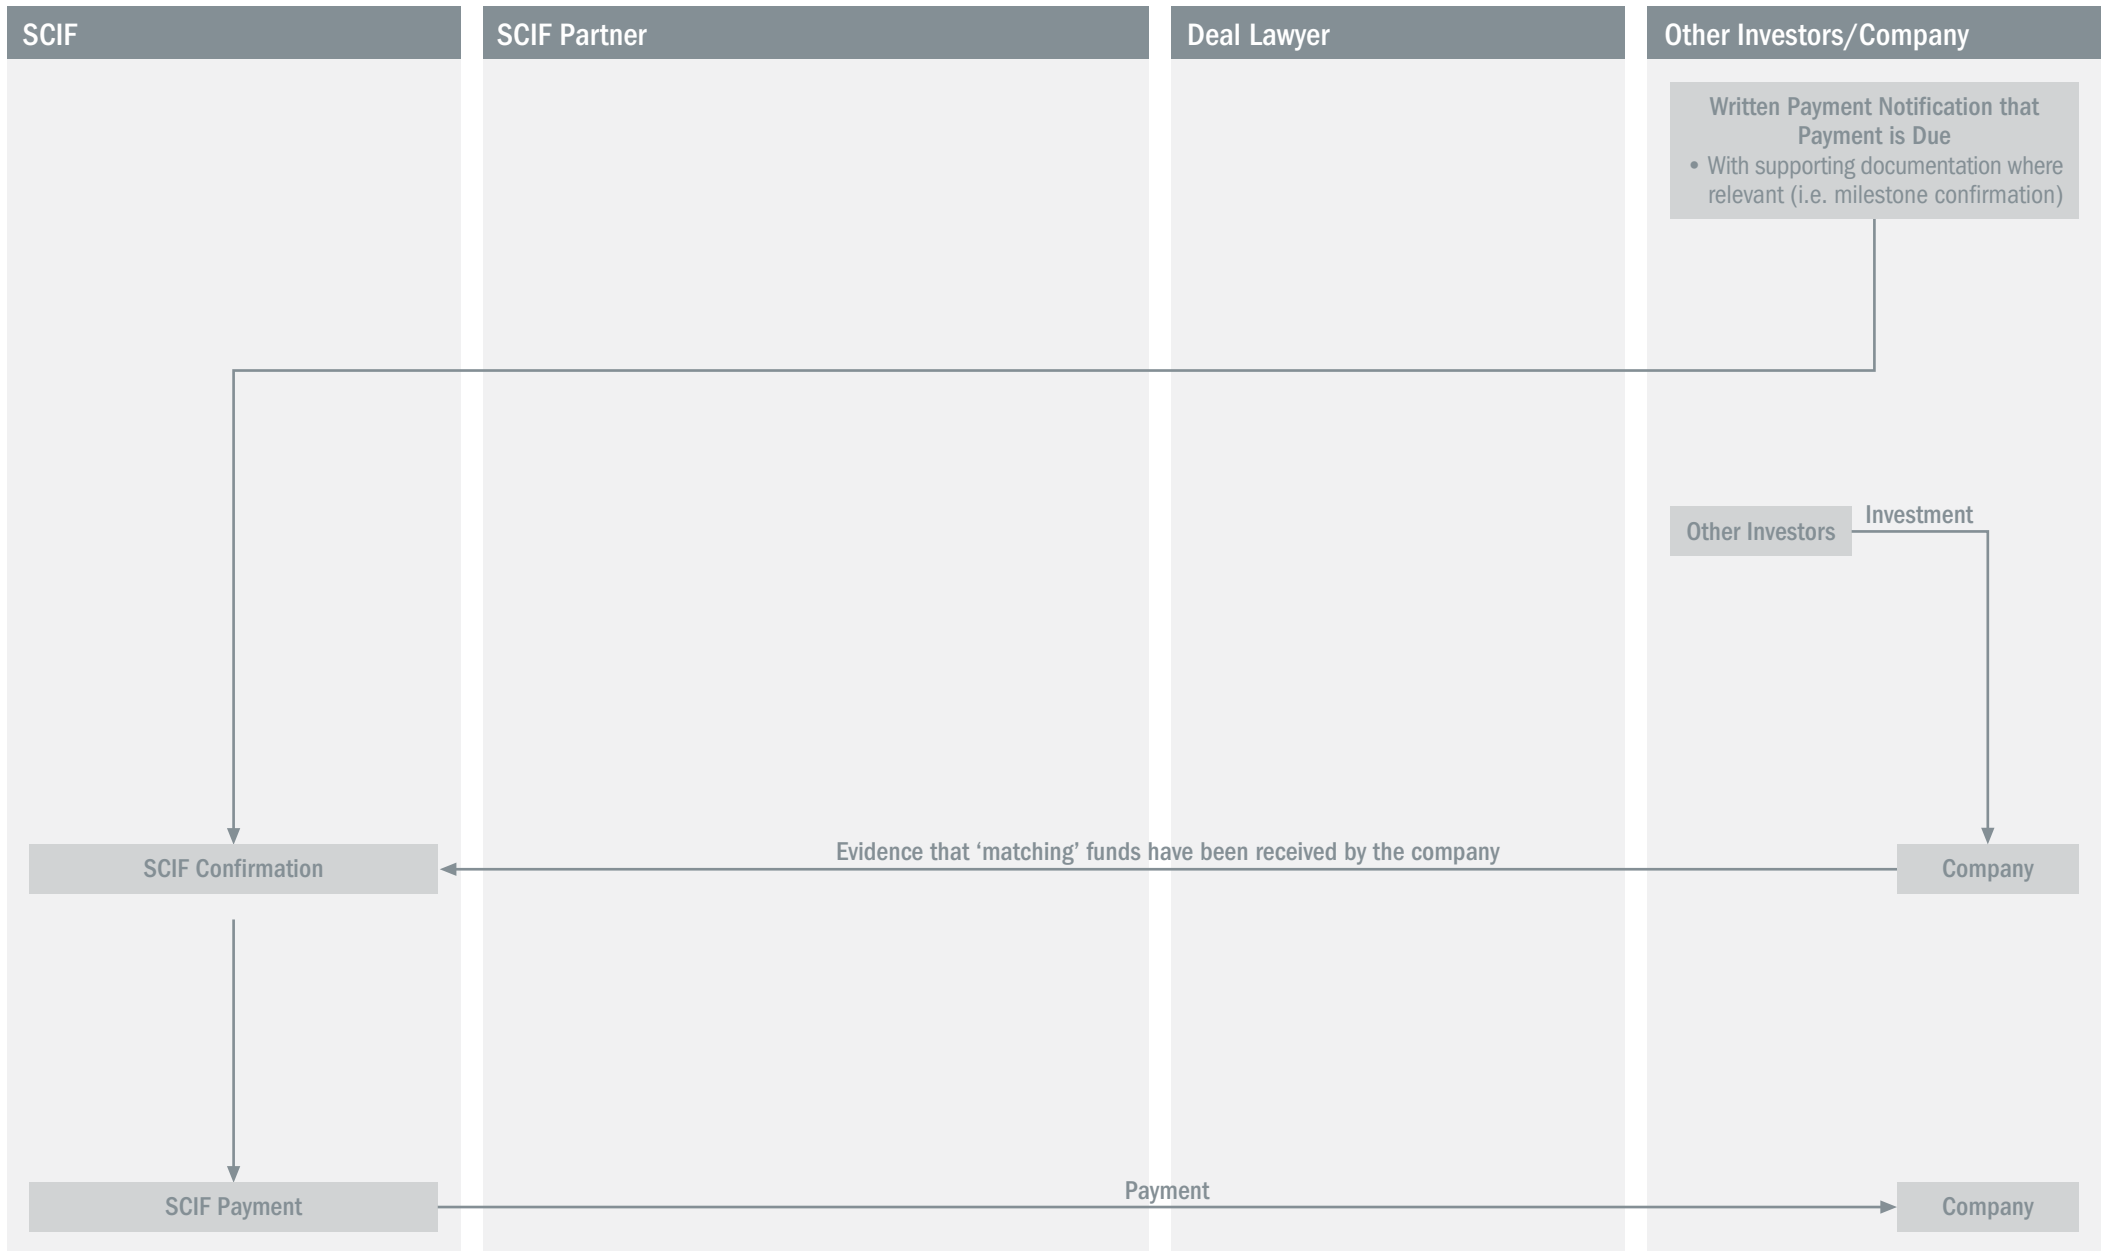 SCIF
SCIF Partner
Deal Lawyer
Other Investors/Company
Written Payment Notification that
Payment is Due
• With supporting documentation where
relevant (i.e. milestone confirmation)
Other Investors
Investment
SCIF Confirmation
Evidence that ‘matching’ funds have been received by the company
Company
SCIF Payment
Payment
Company